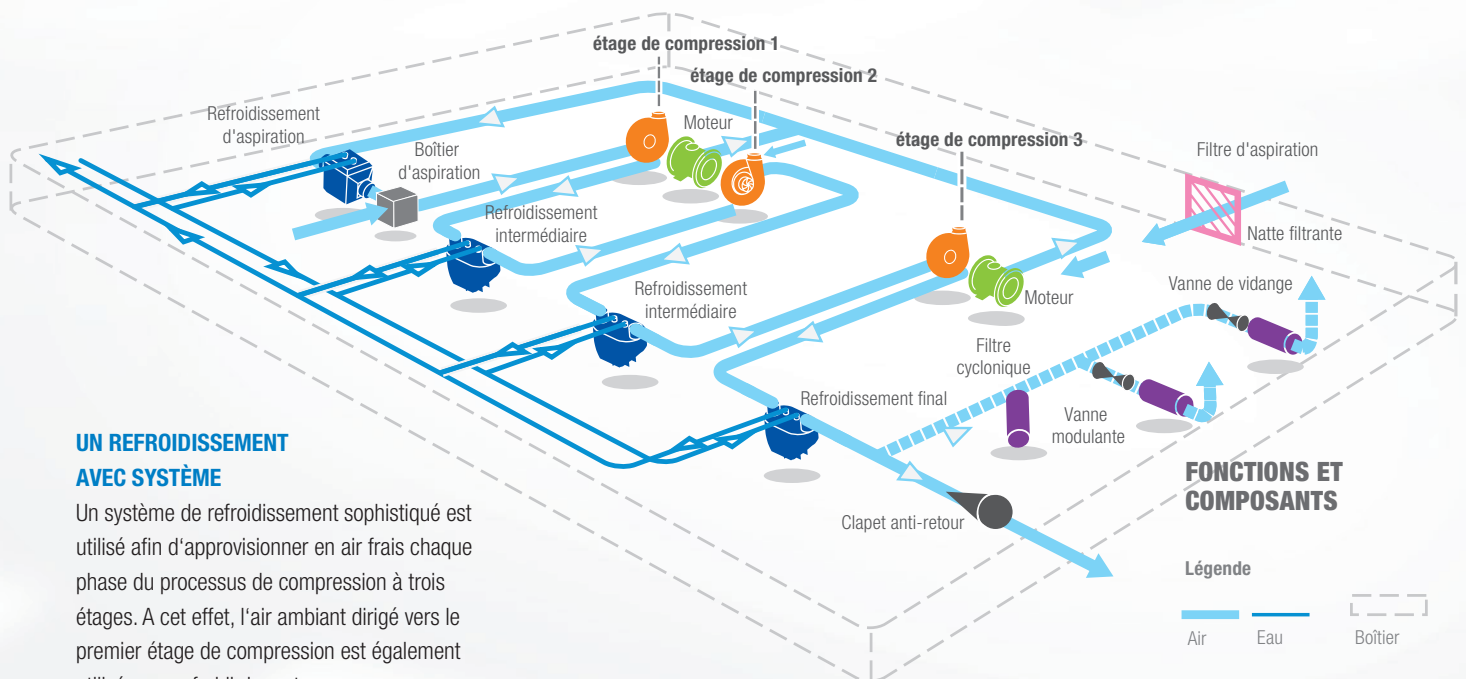 étage de compression 1
étage de compression 2
Refroidissement
d'aspiration
Moteur
Boîtier
d'aspiration
étage de compression 3
Filtre d'aspiration
Natte filtrante
Refroidissement
intermédiaire
Refroidissement
intermédiaire
Moteur
Vanne de vidange
Filtre
cyclonique
Refroidissement final
Vanne
modulante
Clapet anti-retour
UN REFROIDISSEMENT
AVEC SYSTÈME
Un système de refroidissement sophistiqué est
utilisé afin d‘approvisionner en air frais chaque
phase du processus de compression à trois
étages. A cet effet, l‘air ambiant dirigé vers le
premier étage de compression est également
FONCTIONS ET
COMPOSANTS
Légende
Air
Eau
Boîtier